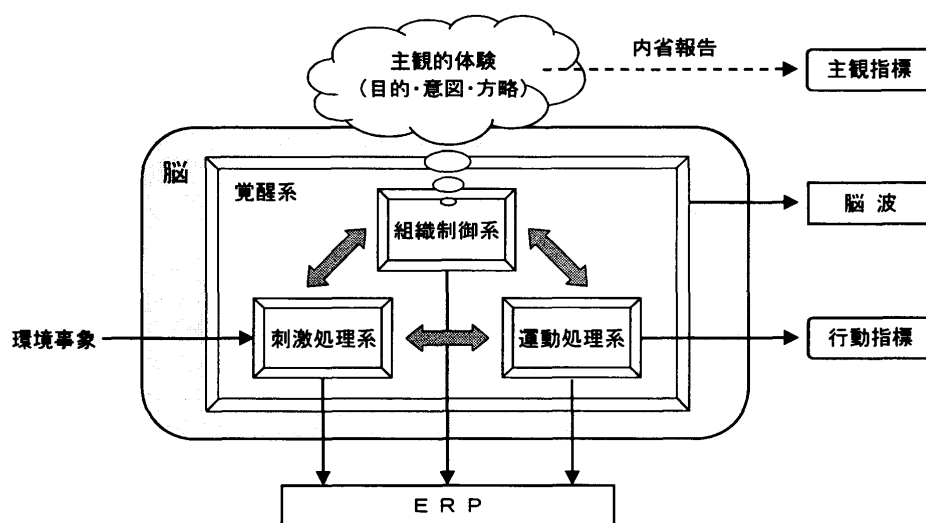 主観的体験
（目的・意図・方略）
内省報告
主観指標
脳
覚醒系
組織制御系
脳 波
環境事象
刺激処理系
運動処理系
行動指標
ERP